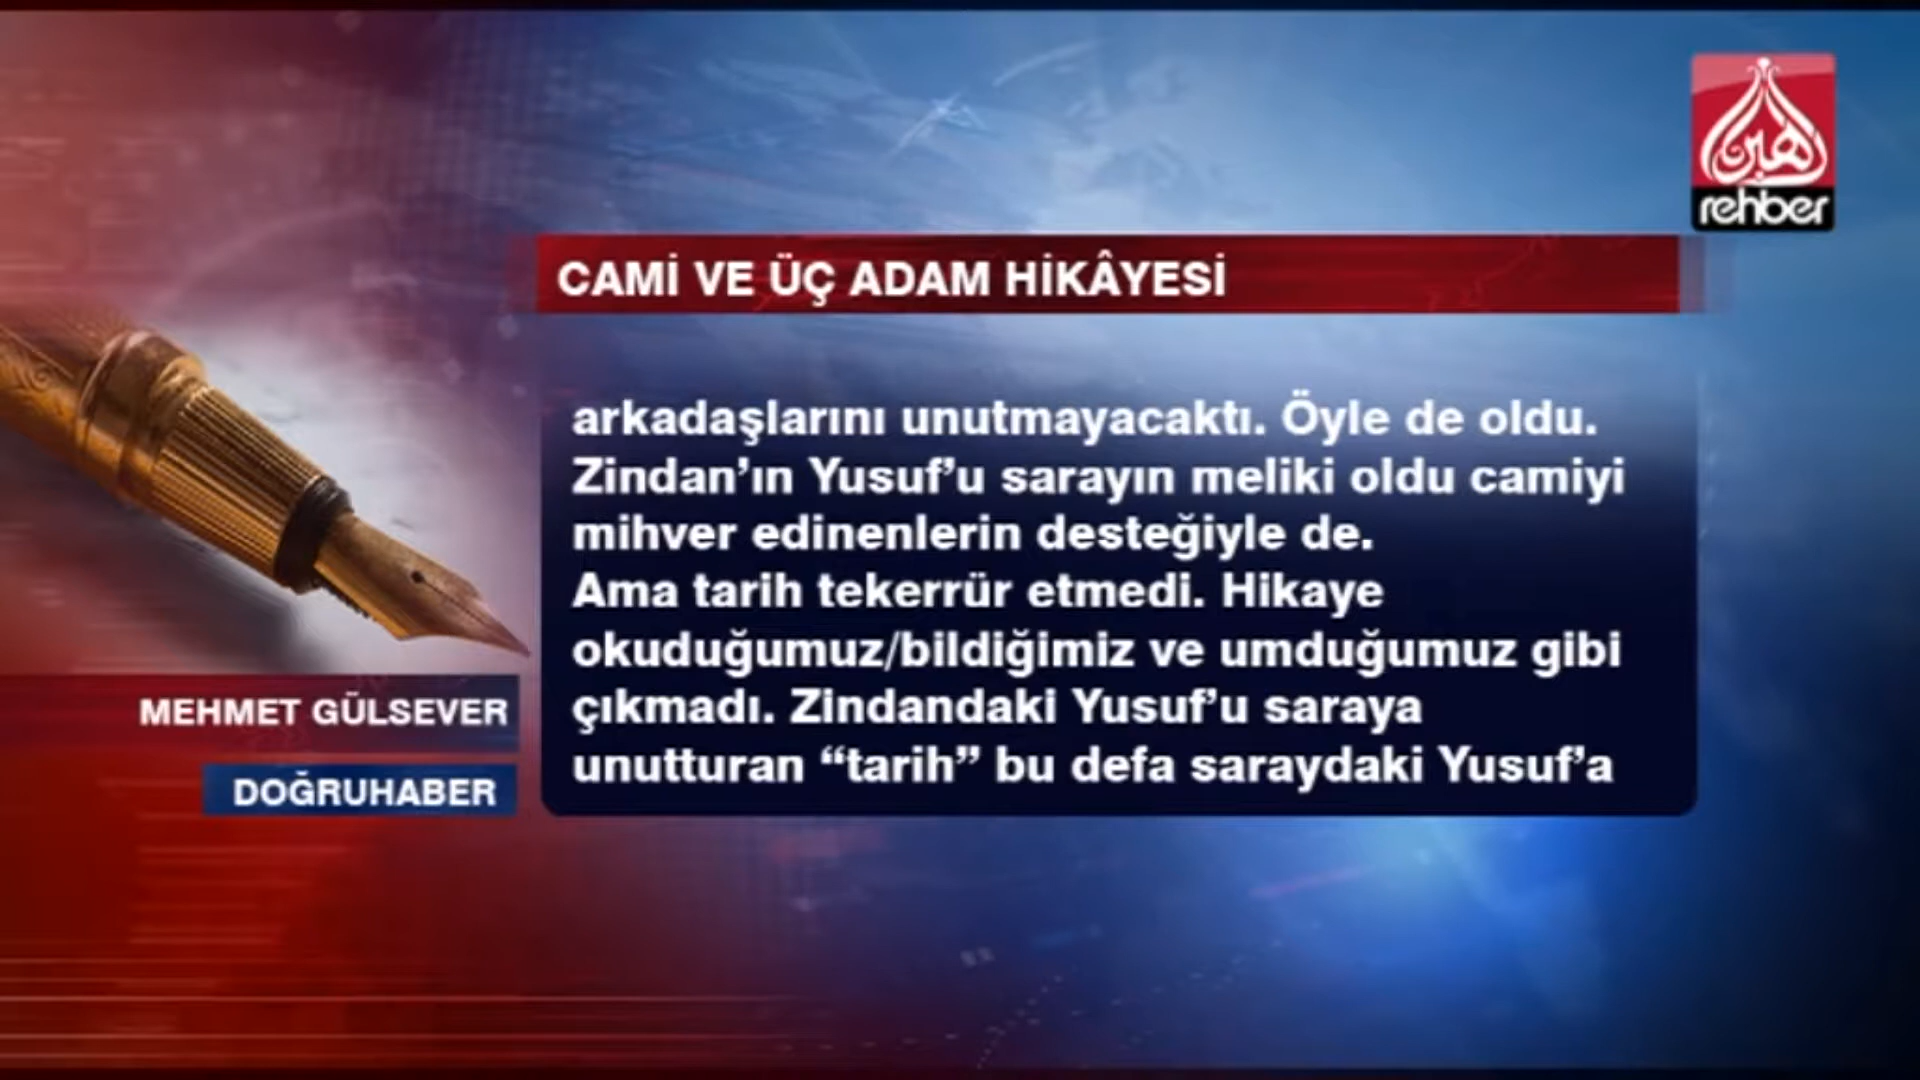 رهبر
rehber
CAMİ VE ÜÇ ADAM HİKÂYESİ
arkadaşlarını unutmayacaktı. Öyle de oldu.
Zindan’ın Yusuf’u sarayın meliki oldu camiyi
mihver edinenlerin desteğiyle de.
Ama tarih tekerrür etmedi. Hikaye
okuduğumuz/bildiğimiz ve umduğumuz gibi
çıkmadı. Zindandaki Yusuf’u saraya
unutturan “tarih” bu defa saraydaki Yusuf’a
MEHMET GÜLSEVER
DOĞRUHABER